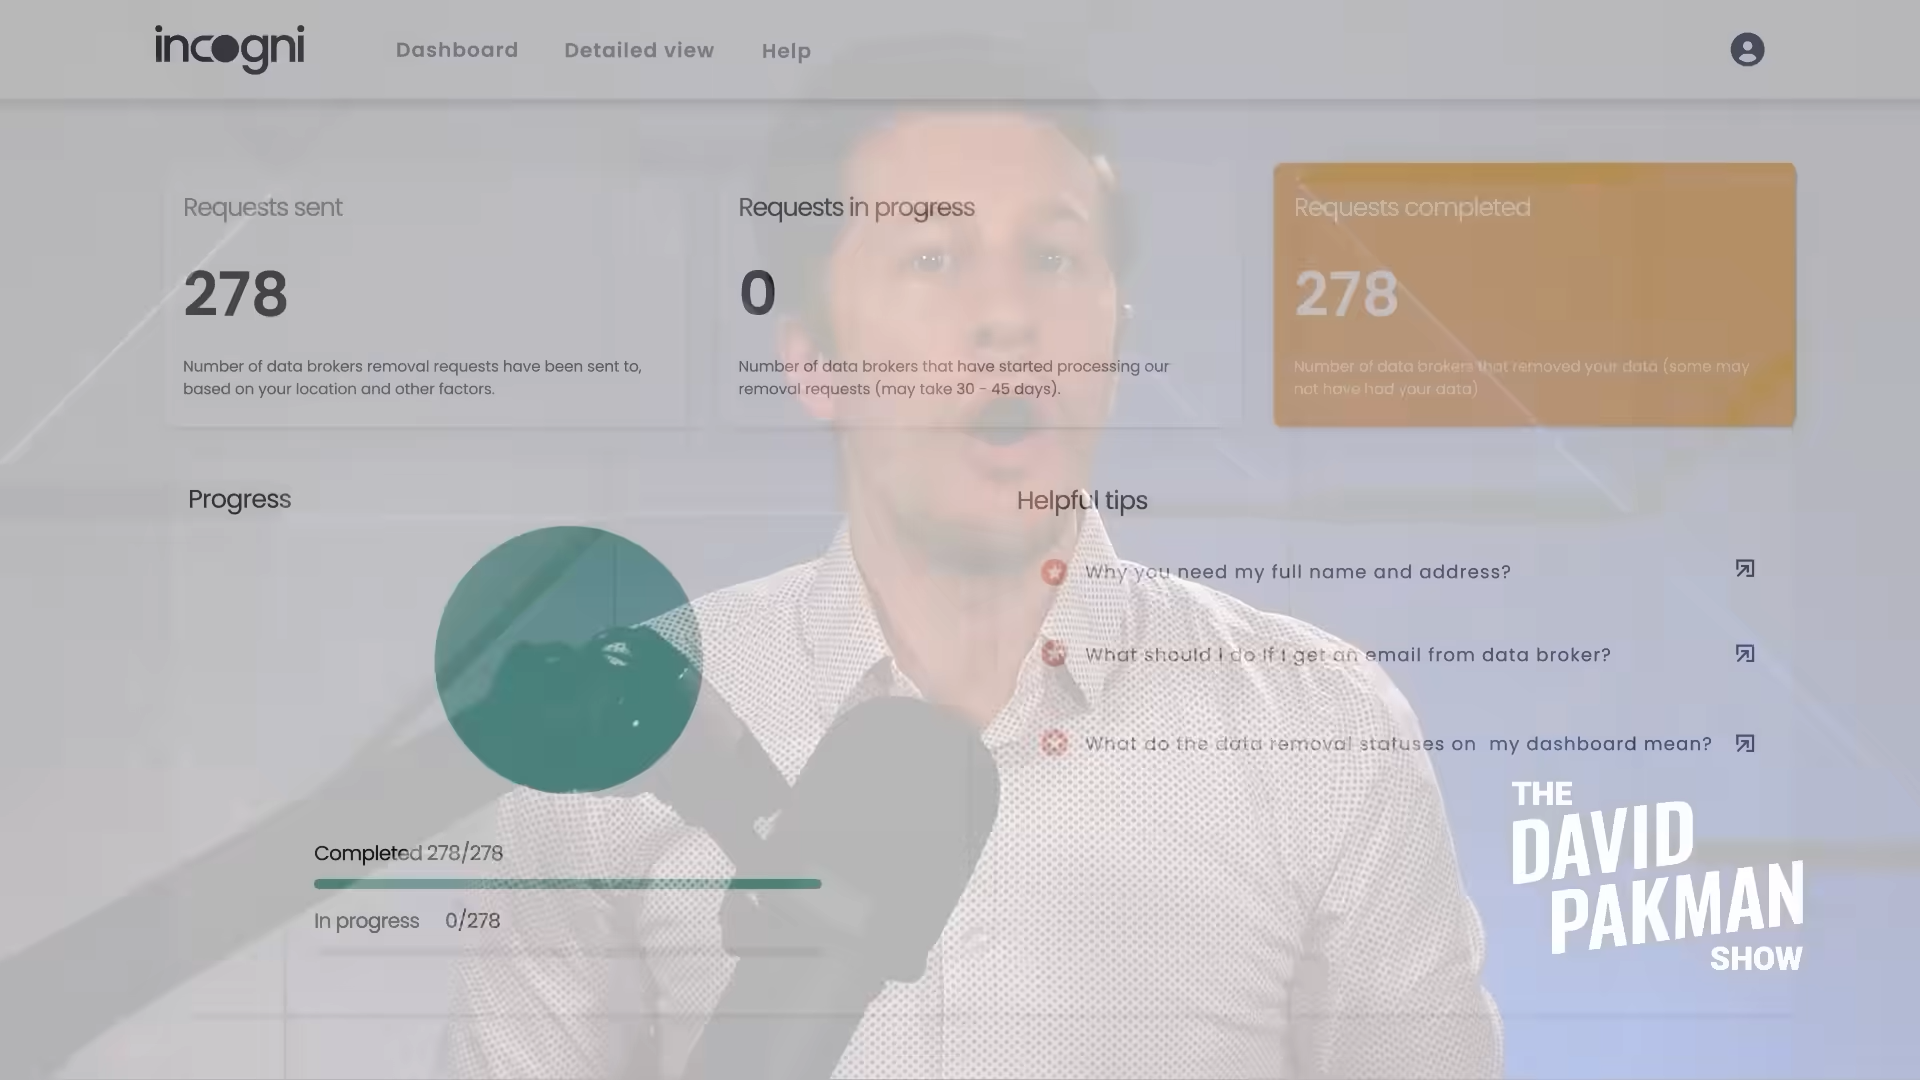 incogni
Dashboard
Detailed view
Help
Requests sent
278
Number of data brokers removal requests have been sent to,
based on your location and other factors.
Requests in progress
0
Number of data brokers that have started processing our
removal requests (may take 30 - 45 days).
Requests completed
278
Number of data brokers that removed your data (some may
not have had your data)
Progress
Completed 278/278
In progress 0/278
Helpful tips
Why you need my full name and address?
What should I do if I get an email from data broker?
What do the data removal statuses on my dashboard mean?
THE
DAVID
PAKMAN
SHOW